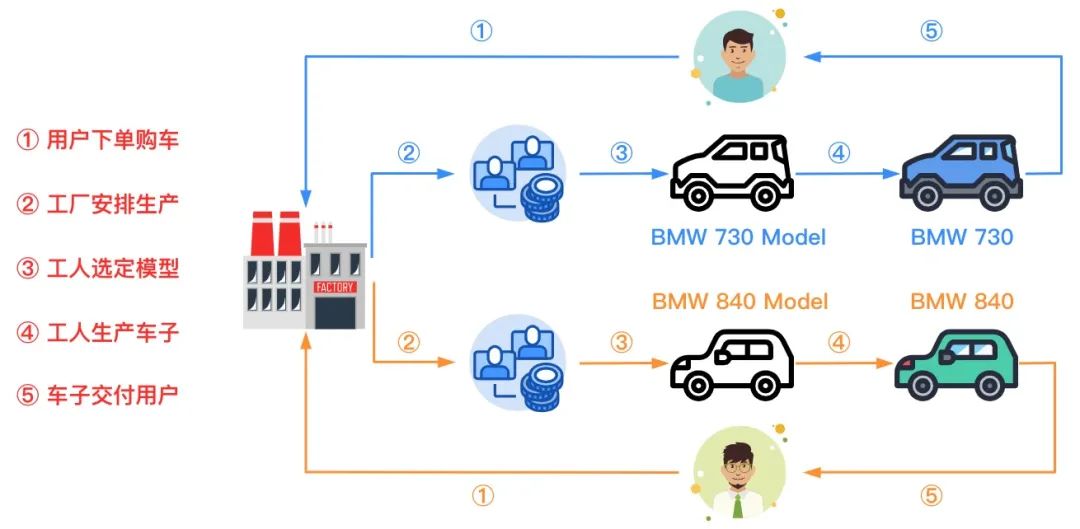 ① 用户下单购车
② 工厂安排生产
③ 工人选定模型
④ 工人生产车子
⑤ 车子交付用户
①
⑤
②
③
④
BMW 730 Model
BMW 730
FACTORY
BMW 840 Model
BMW 840
②
③
④
①
⑤